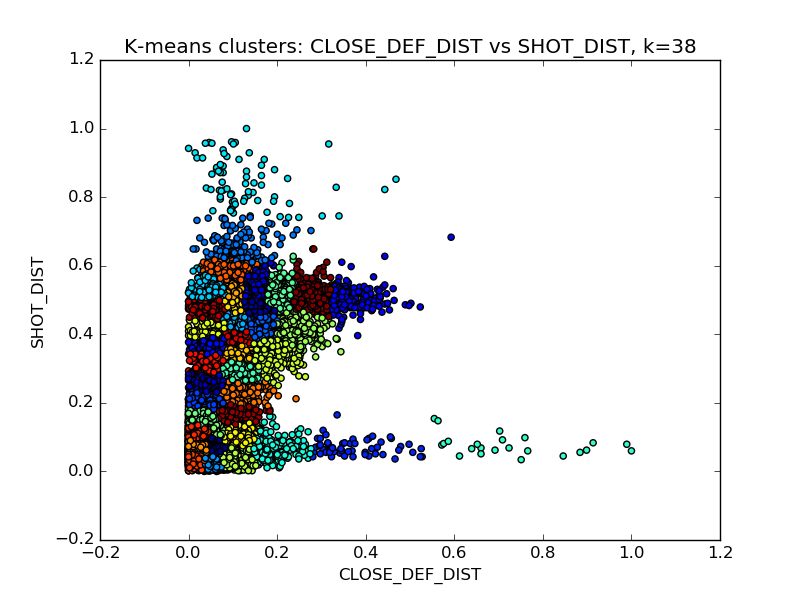 K-means clusters: CLOSE_DEF_DIST vs SHOT_DIST, k=38
1.2
1.0
0.8
0.6
0.4
0.2
0.0
−0.2
SHOT_DIST
−0.2 0.0 0.2 0.4 0.6 0.8 1.0 1.2
CLOSE_DEF_DIST